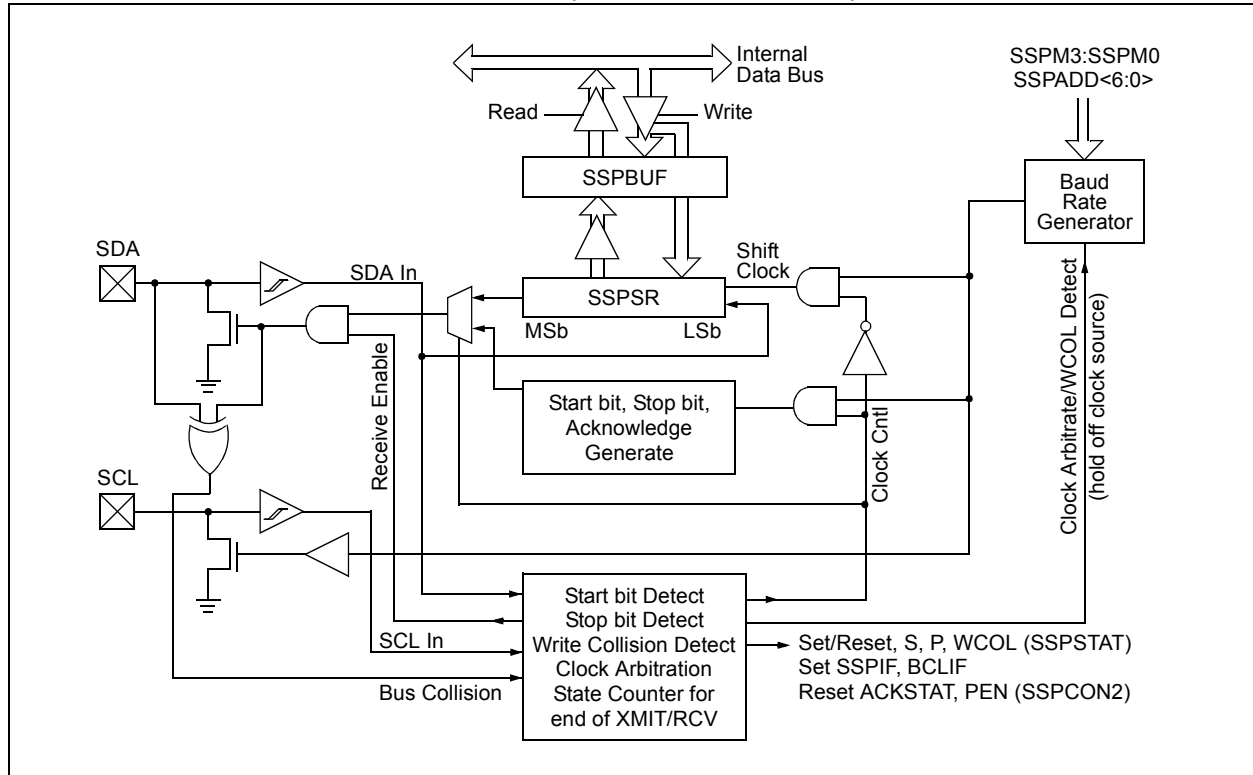 Internal
Data Bus
SSPM3:SSPM0
SSPADD<6:0>
Read
Write
SSPBUF
Baud
Rate
Generator
SDA
SDA In
Shift
Clock
SSPSR
MSb
LSb
Start bit, Stop bit,
Acknowledge
Generate
Receive Enable
Clock Cntl
Clock Arbitrate/WCOL Detect
(hold off clock source)
SCL
SCL In
Bus Collision
Start bit Detect
Stop bit Detect
Write Collision Detect
Clock Arbitration
State Counter for
end of XMIT/RCV
Set/Reset, S, P, WCOL (SSPSTAT)
Set SSPIF, BCLIF
Reset ACKSTAT, PEN (SSPCON2)